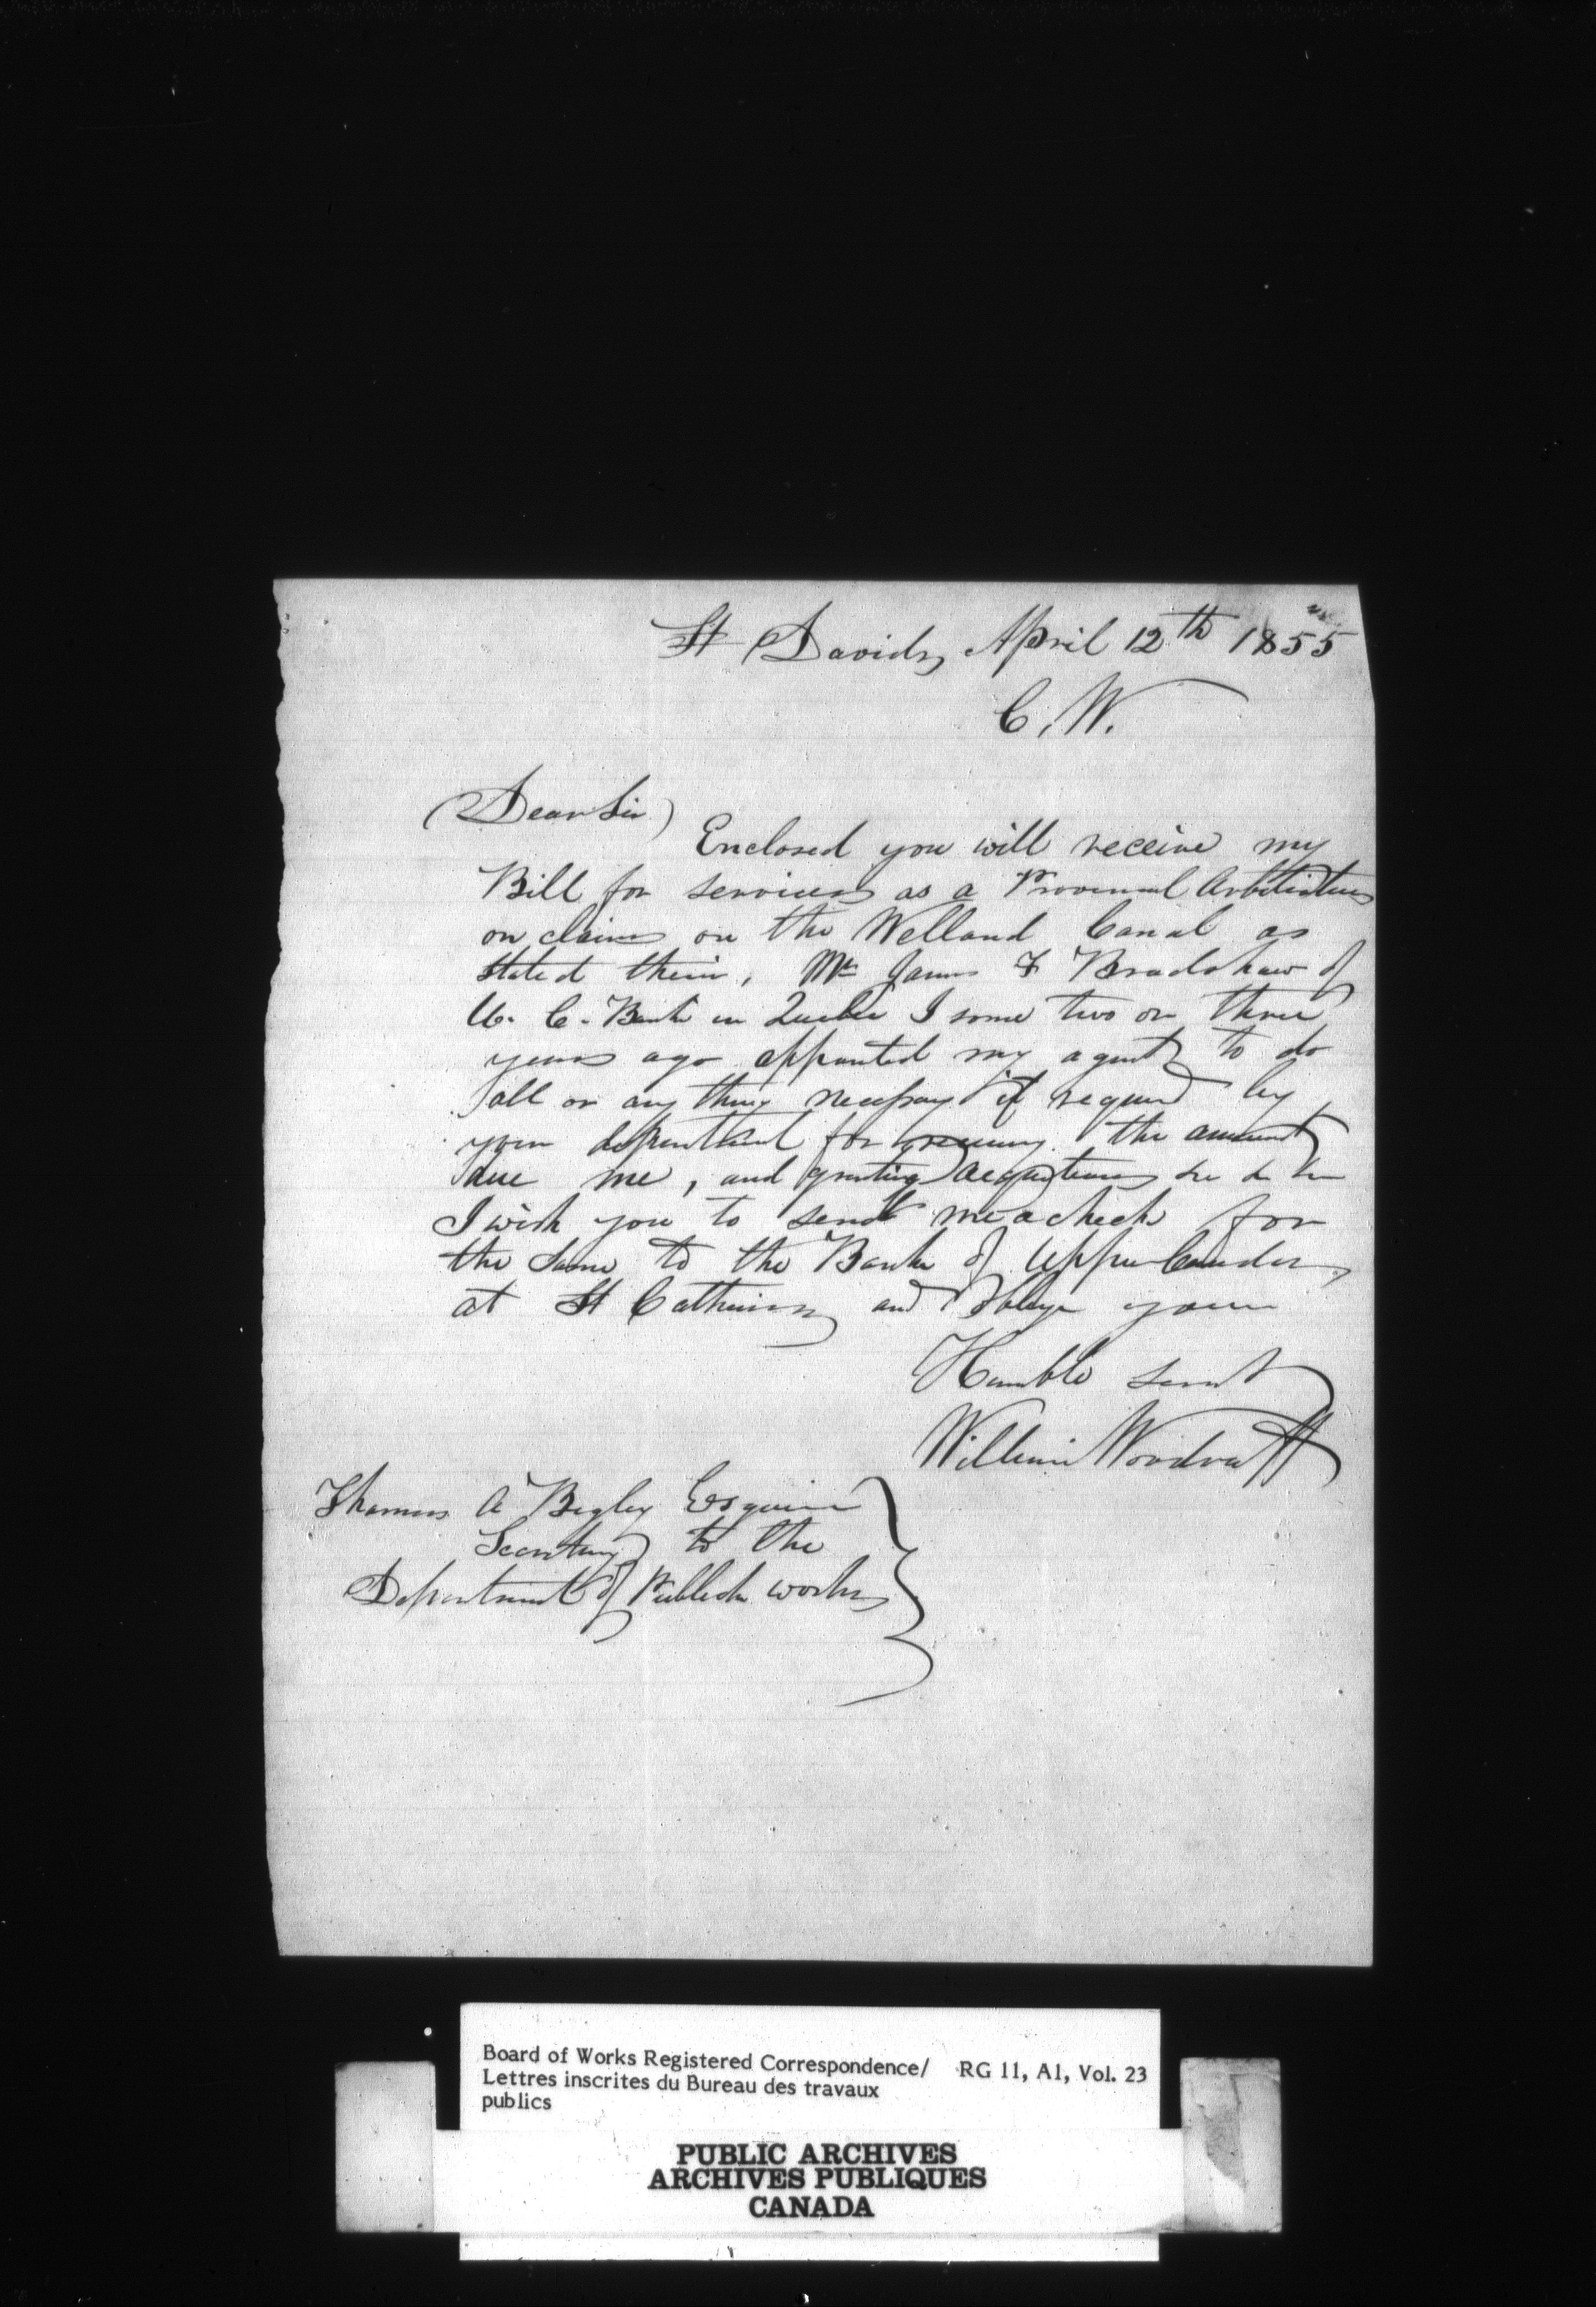 St Davids, April 12th 1855
C. W.
(Dear Sir)
Enclosed you will receive my
Bill for services as a Provincial Arbitrators
on claims on the Welland Canal as
stated therin, Mr James F Bradshaw of
U. C. Bank in Quebec I some two or three
years ago appointed my agent to do
all or any thing necessary if required by
your department for the amount
due me, and granting
I wish you to send me a check for
the same to the Bank of Upper Canada,
at St Catherines and Oblige your
Humble servt
William Woodruff
Thomas A Begley Esquire
Secretary to the
Department of Publick works
Board of Works Registered Correspondence/ RG 11, A1, Vol. 23
Lettres inscrites du Bureau des travaux
publics
PUBLIC ARCHIVES
ARCHIVES PUBLIQUES
CANADA